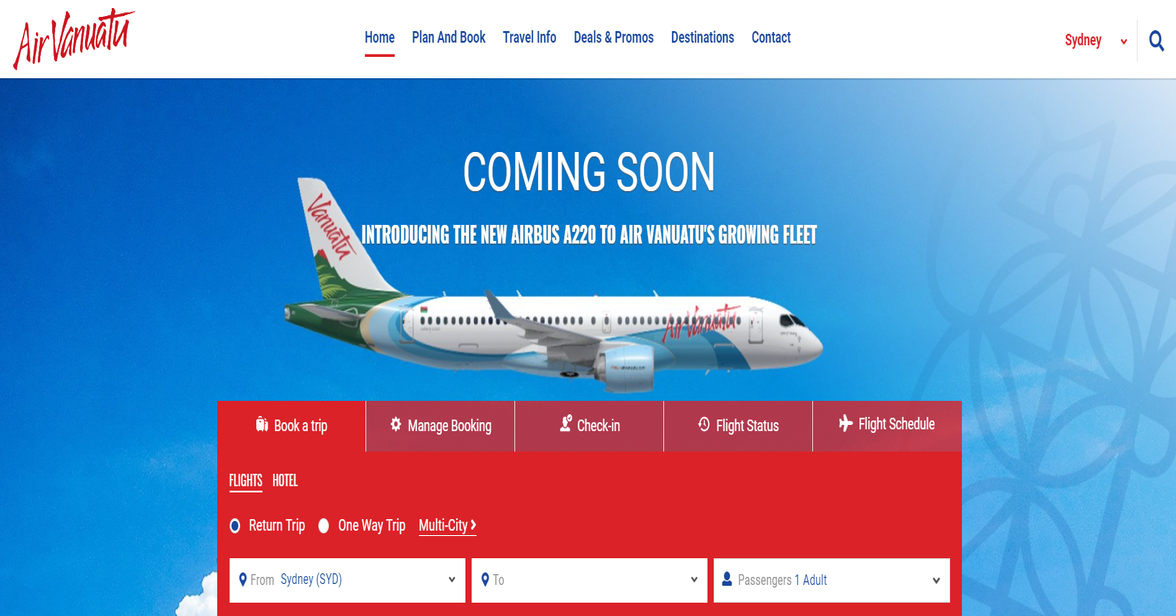 Air Vanuatu
Home Plan And Book Travel Info Deals & Promos Destinations Contact
Sydney
COMING SOON
INTRODUCING THE NEW AIRBUS A220 TO AIR VANUATU'S GROWING FLEET
Vanuatu
Air Vanuatu
Book a trip Manage Booking Check-in Flight Status Flight Schedule
FLIGHTS HOTEL
Return Trip One Way Trip Multi-City
From Sydney (SYD) To Passengers 1 Adult